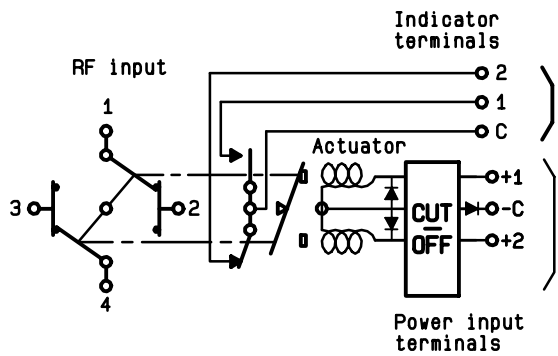 Indicator
terminals
RF input
2
1
1
C
Actuator
+1
3
2
CUT
-C
OFF
+2
4
Power input
terminals